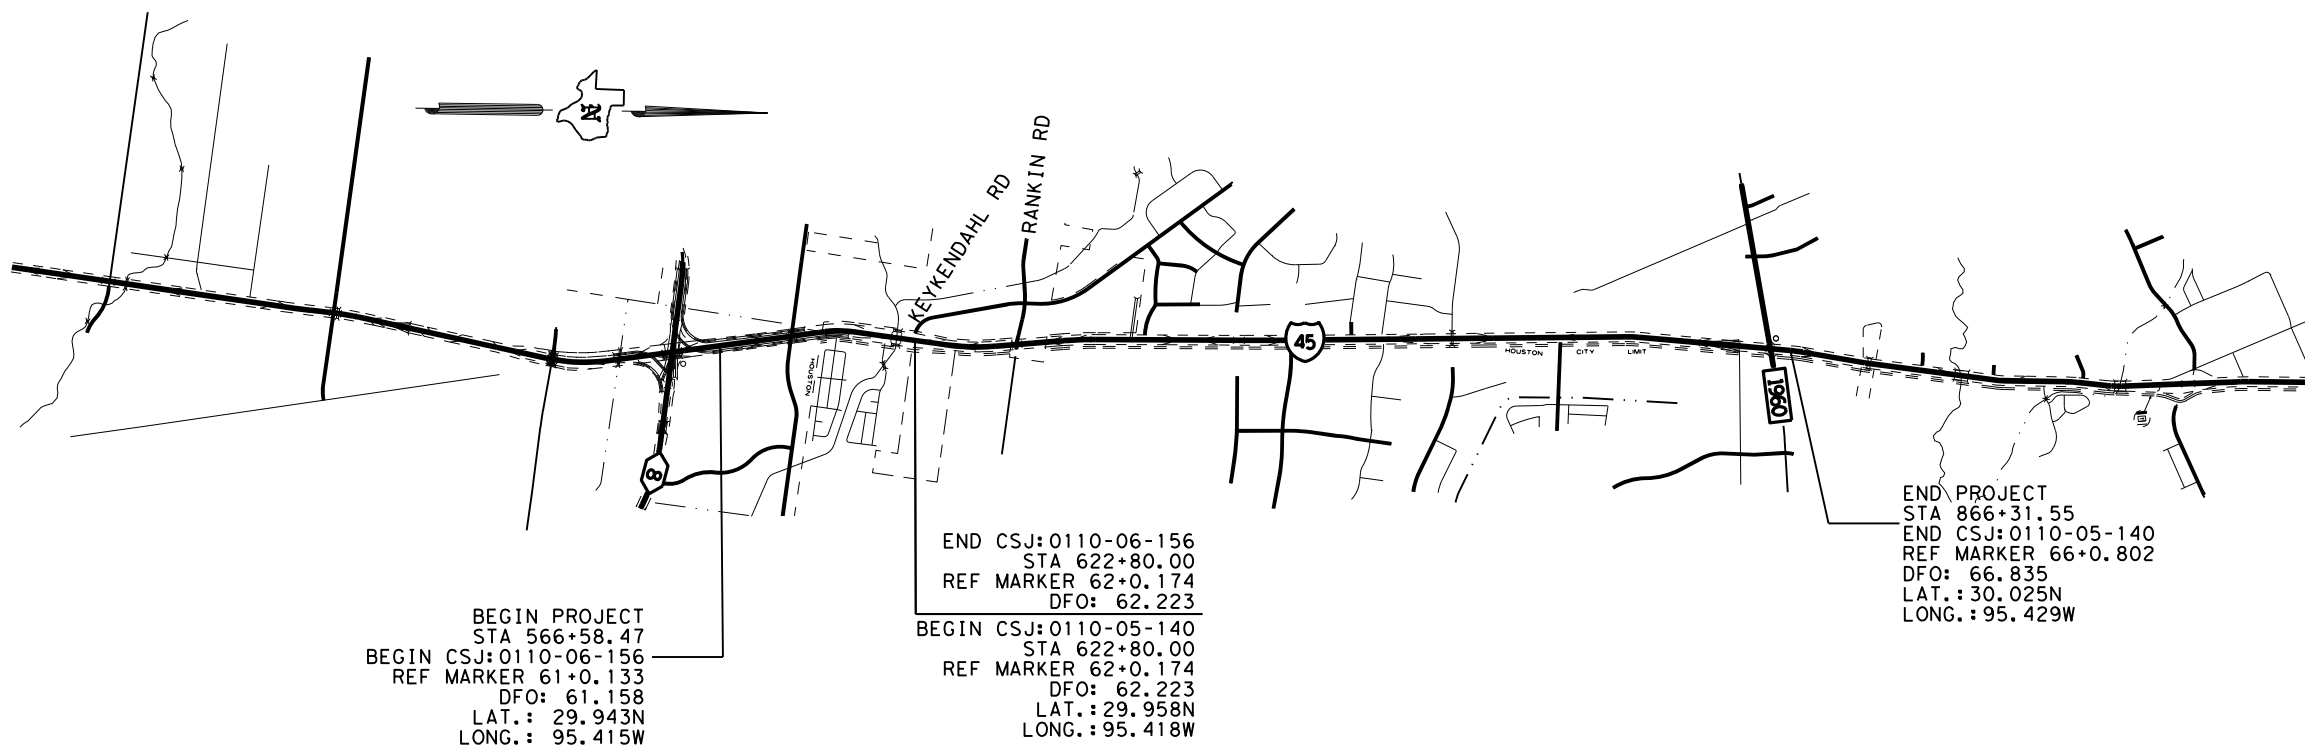 N
KEYKENDAHL RD
RANKIN RD
45
HOUSTON
HOUSTON CITY LIMIT
1960
8
BEGIN PROJECT
STA 566+58.47
BEGIN CSJ:0110-06-156
REF MARKER 61+0.133
DFO: 61.158
LAT.: 29.943N
LONG.: 95.415W
END CSJ:0110-06-156
STA 622+80.00
REF MARKER 62+0.174
DFO: 62.223
BEGIN CSJ:0110-05-140
STA 622+80.00
REF MARKER 62+0.174
DFO: 62.223
LAT.:29.958N
LONG.:95.418W
END PROJECT
STA 866+31.55
END CSJ:0110-05-140
REF MARKER 66+0.802
DFO: 66.835
LAT.:30.025N
LONG.:95.429W